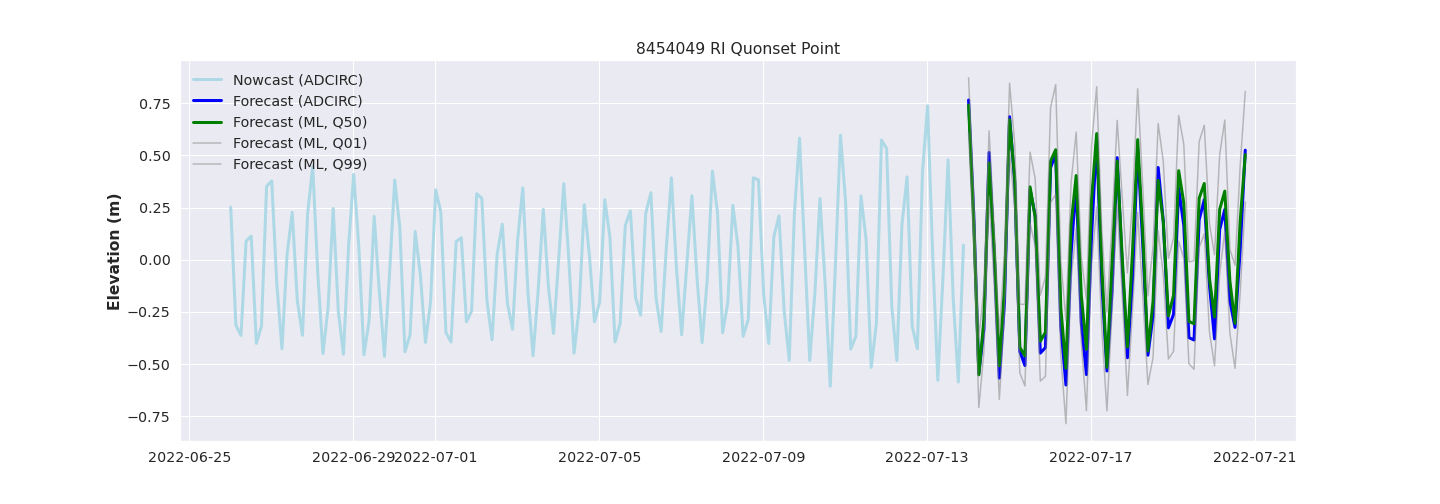 8454049 RI Quonset Point
Nowcast (ADCIRC)
Forecast (ADCIRC)
Forecast (ML, Q50)
Forecast (ML, Q01)
Forecast (ML, Q99)
Elevation (m)
0.75
0.50
0.25
0.00
−0.25
−0.50
−0.75
2022-06-25 2022-06-29 2022-07-01 2022-07-05 2022-07-09 2022-07-13 2022-07-17 2022-07-21